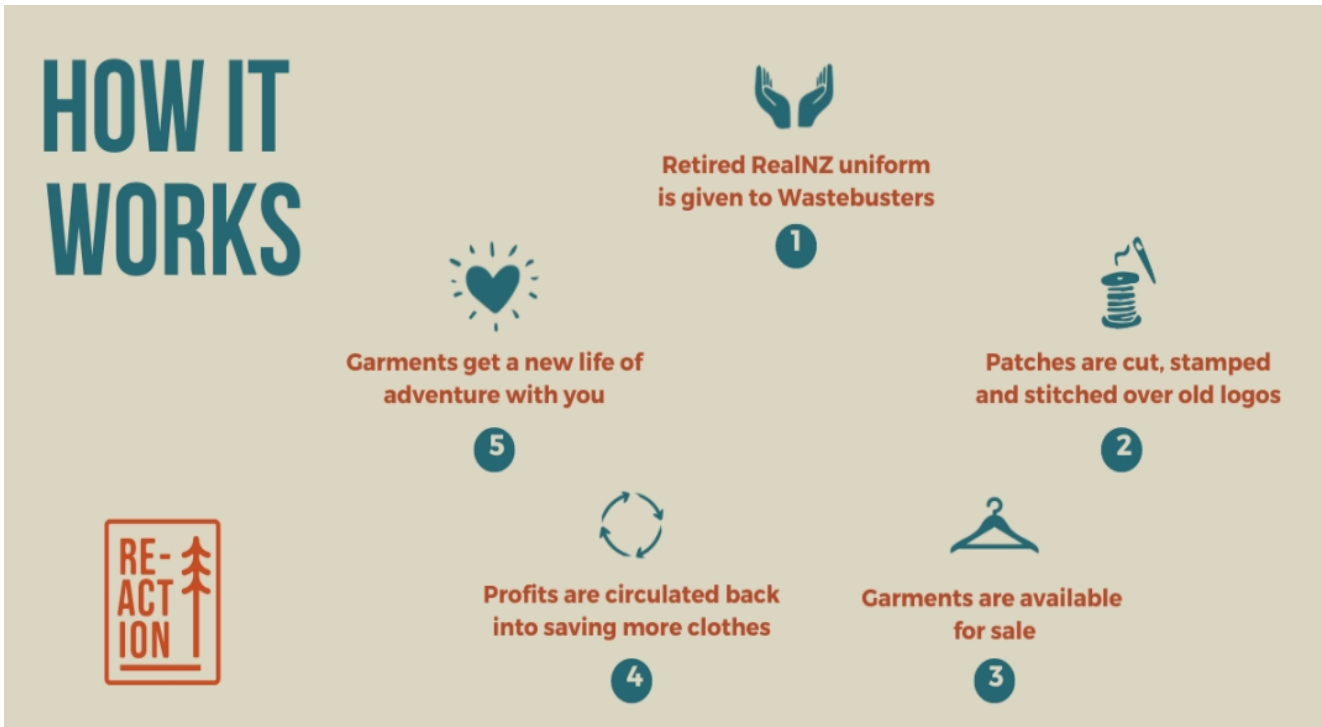 HOW IT
WORKS
Retired RealNZ uniform
is given to Wastebusters
1
Patches are cut, stamped
and stitched over old logos
2
Garments are available
for sale
3
Profits are circulated back
into saving more clothes
4
Garments get a new life of
adventure with you
5
RE-
ACT
ION